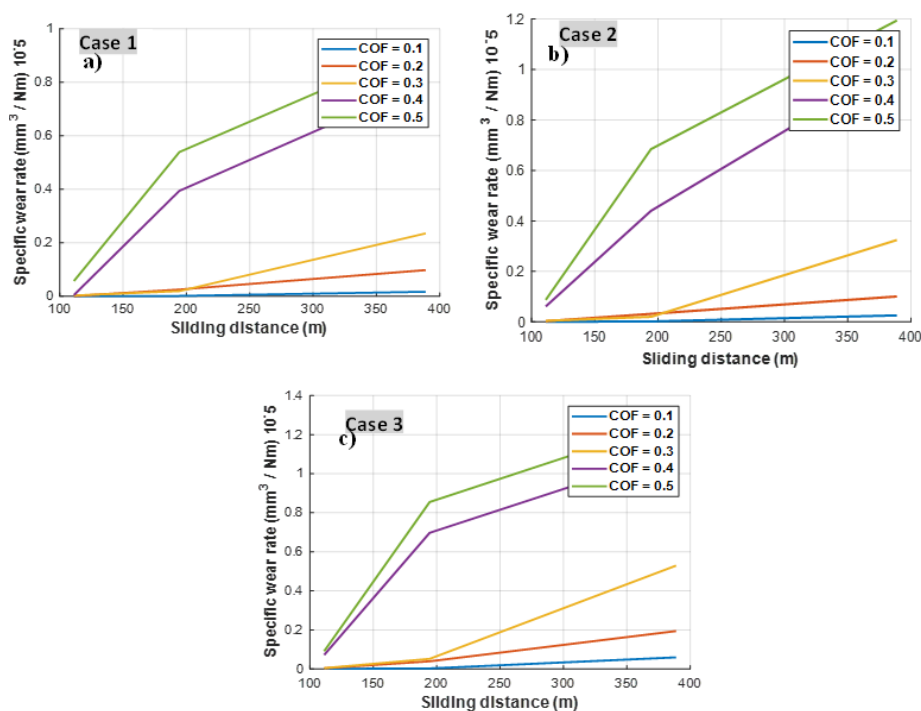 Case 1
a)
Specific wear rate (mm3 / Nm) 10-5
1
0.8
0.6
0.4
0.2
0
100 150 200 250 300 350 400
Sliding distance (m)
COF = 0.1
COF = 0.2
COF = 0.3
COF = 0.4
COF = 0.5
Case 2
b)
Specific wear rate (mm3 / Nm) 10-5
1.2
1
0.8
0.6
0.4
0.2
0
100 150 200 250 300 350 400
Sliding distance (m)
COF = 0.1
COF = 0.2
COF = 0.3
COF = 0.4
COF = 0.5
Case 3
c)
Specific wear rate (mm3 / Nm) 10-5
1.4
1.2
1
0.8
0.6
0.4
0.2
0
100 150 200 250 300 350 400
Sliding distance (m)
COF = 0.1
COF = 0.2
COF = 0.3
COF = 0.4
COF = 0.5